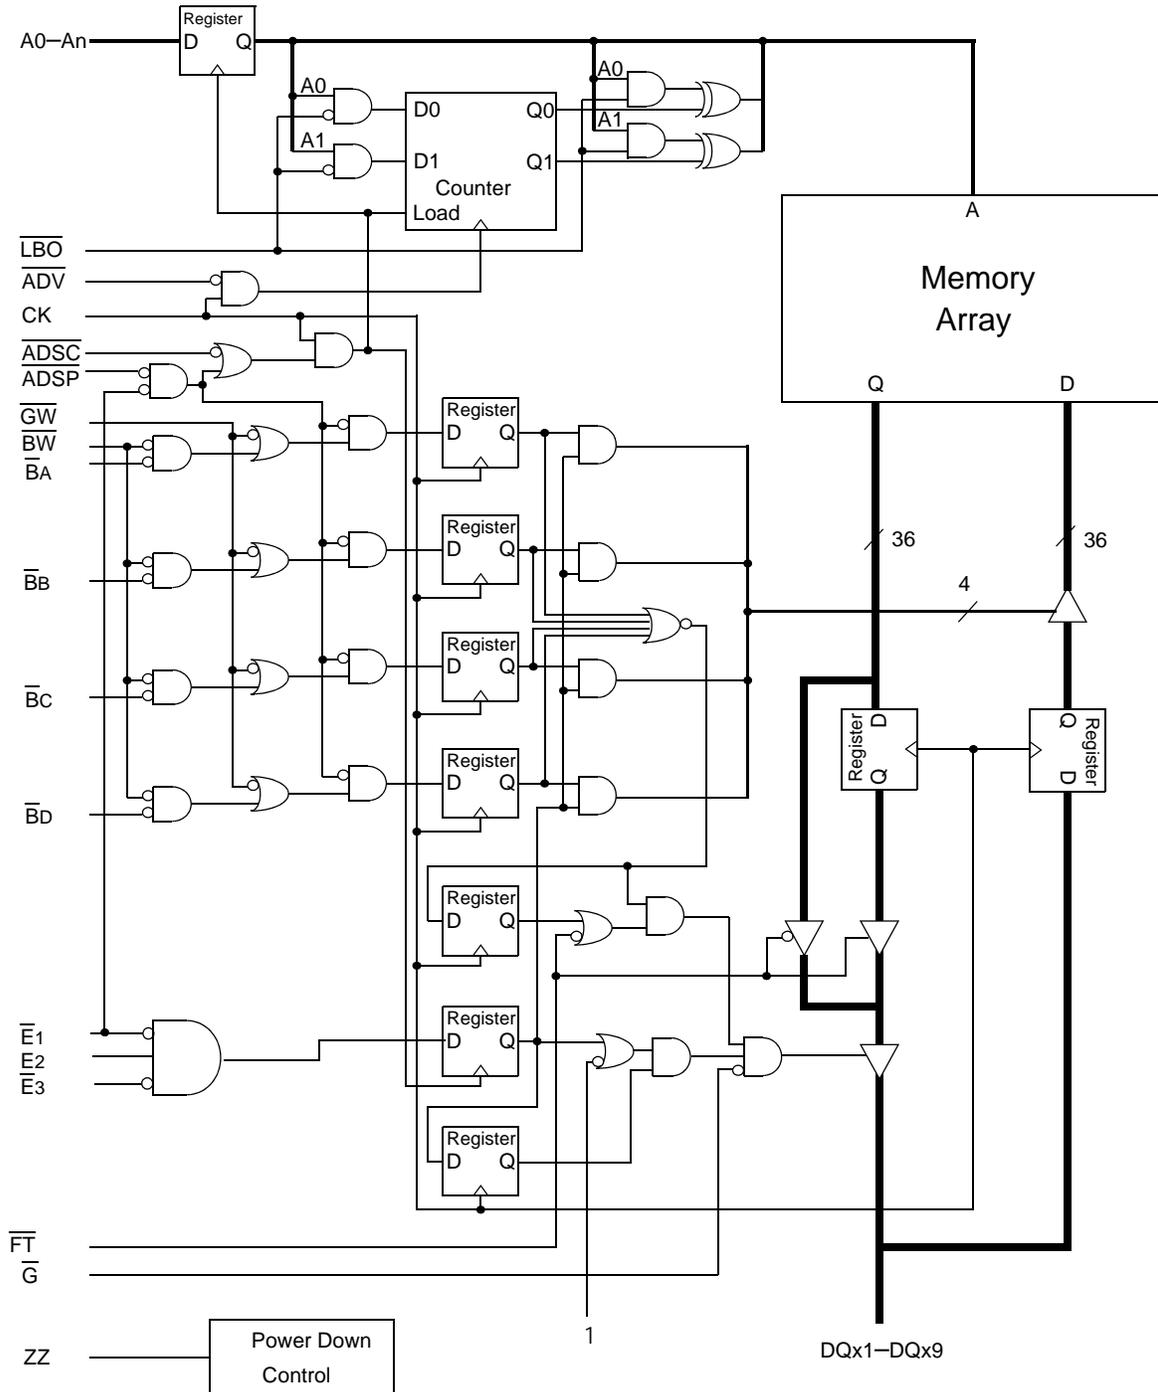 Register
A0–An
D Q
A0
A0
D0 Q0
A1
A1
D1 Q1
Counter
Load
A
LBO
ADV
Memory
Array
CK
ADSC
ADSP
Q D
GW
BW
BA
Register
D Q
36
36
Register
D Q
BB
4
Register
D Q
BC
Register
D
Q
Register
Q
D
Register
D Q
BD
Register
D Q
Register
D Q
E1
E2
E3
Register
D Q
FT
G
1
Power Down
Control
ZZ
DQx1–DQx9